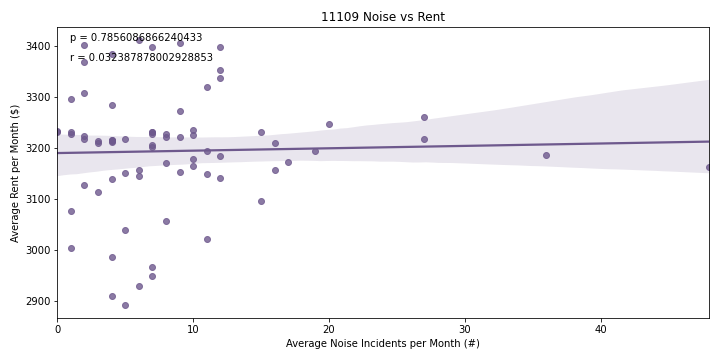 11109 Noise vs Rent
p = 0.7856086866240433
r = 0.032387878002928853
Average Rent per Month ($)
3400
3300
3200
3100
3000
2900
0
10
20
30
40
Average Noise Incidents per Month (#)